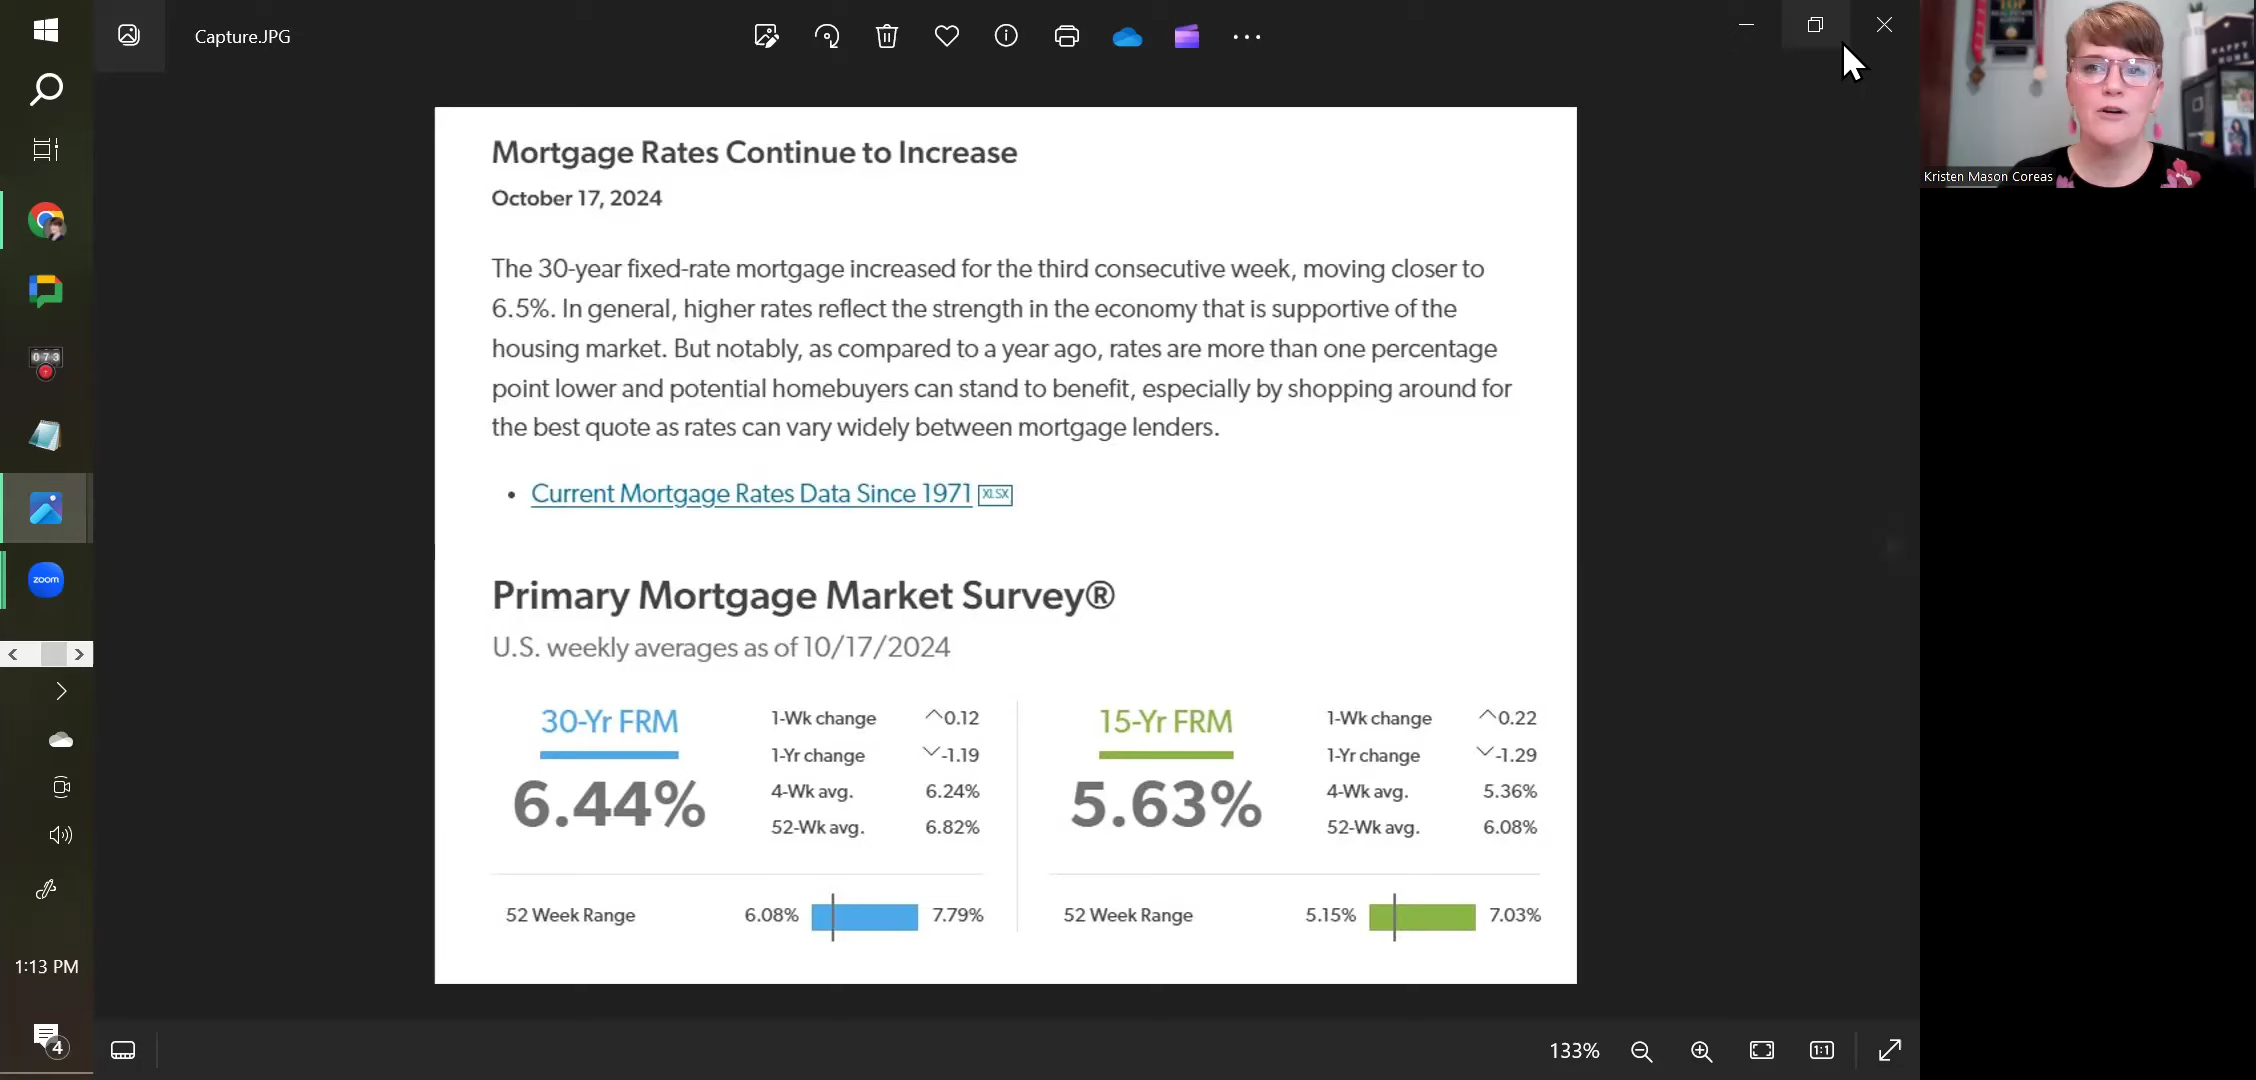 Capture.JPG
Mortgage Rates Continue to Increase
October 17, 2024
The 30-year fixed-rate mortgage increased for the third consecutive week, moving closer to
6.5%. In general, higher rates reflect the strength in the economy that is supportive of the
housing market. But notably, as compared to a year ago, rates are more than one percentage
point lower and potential homebuyers can stand to benefit, especially by shopping around for
the best quote as rates can vary widely between mortgage lenders.
• Current Mortgage Rates Data Since 1971 XLSX
Primary Mortgage Market Survey®
U.S. weekly averages as of 10/17/2024
30-Yr FRM
6.44%
1-Wk change 0.12
1-Yr change -1.19
4-Wk avg. 6.24%
52-Wk avg. 6.82%
52 Week Range 6.08% 7.79%
15-Yr FRM
5.63%
1-Wk change 0.22
1-Yr change -1.29
4-Wk avg. 5.36%
52-Wk avg. 6.08%
52 Week Range 5.15% 7.03%
Kristen Mason Coreas
HAPPY
HOME
TOP
073
zoom
1:13 PM
4
133%
1:1